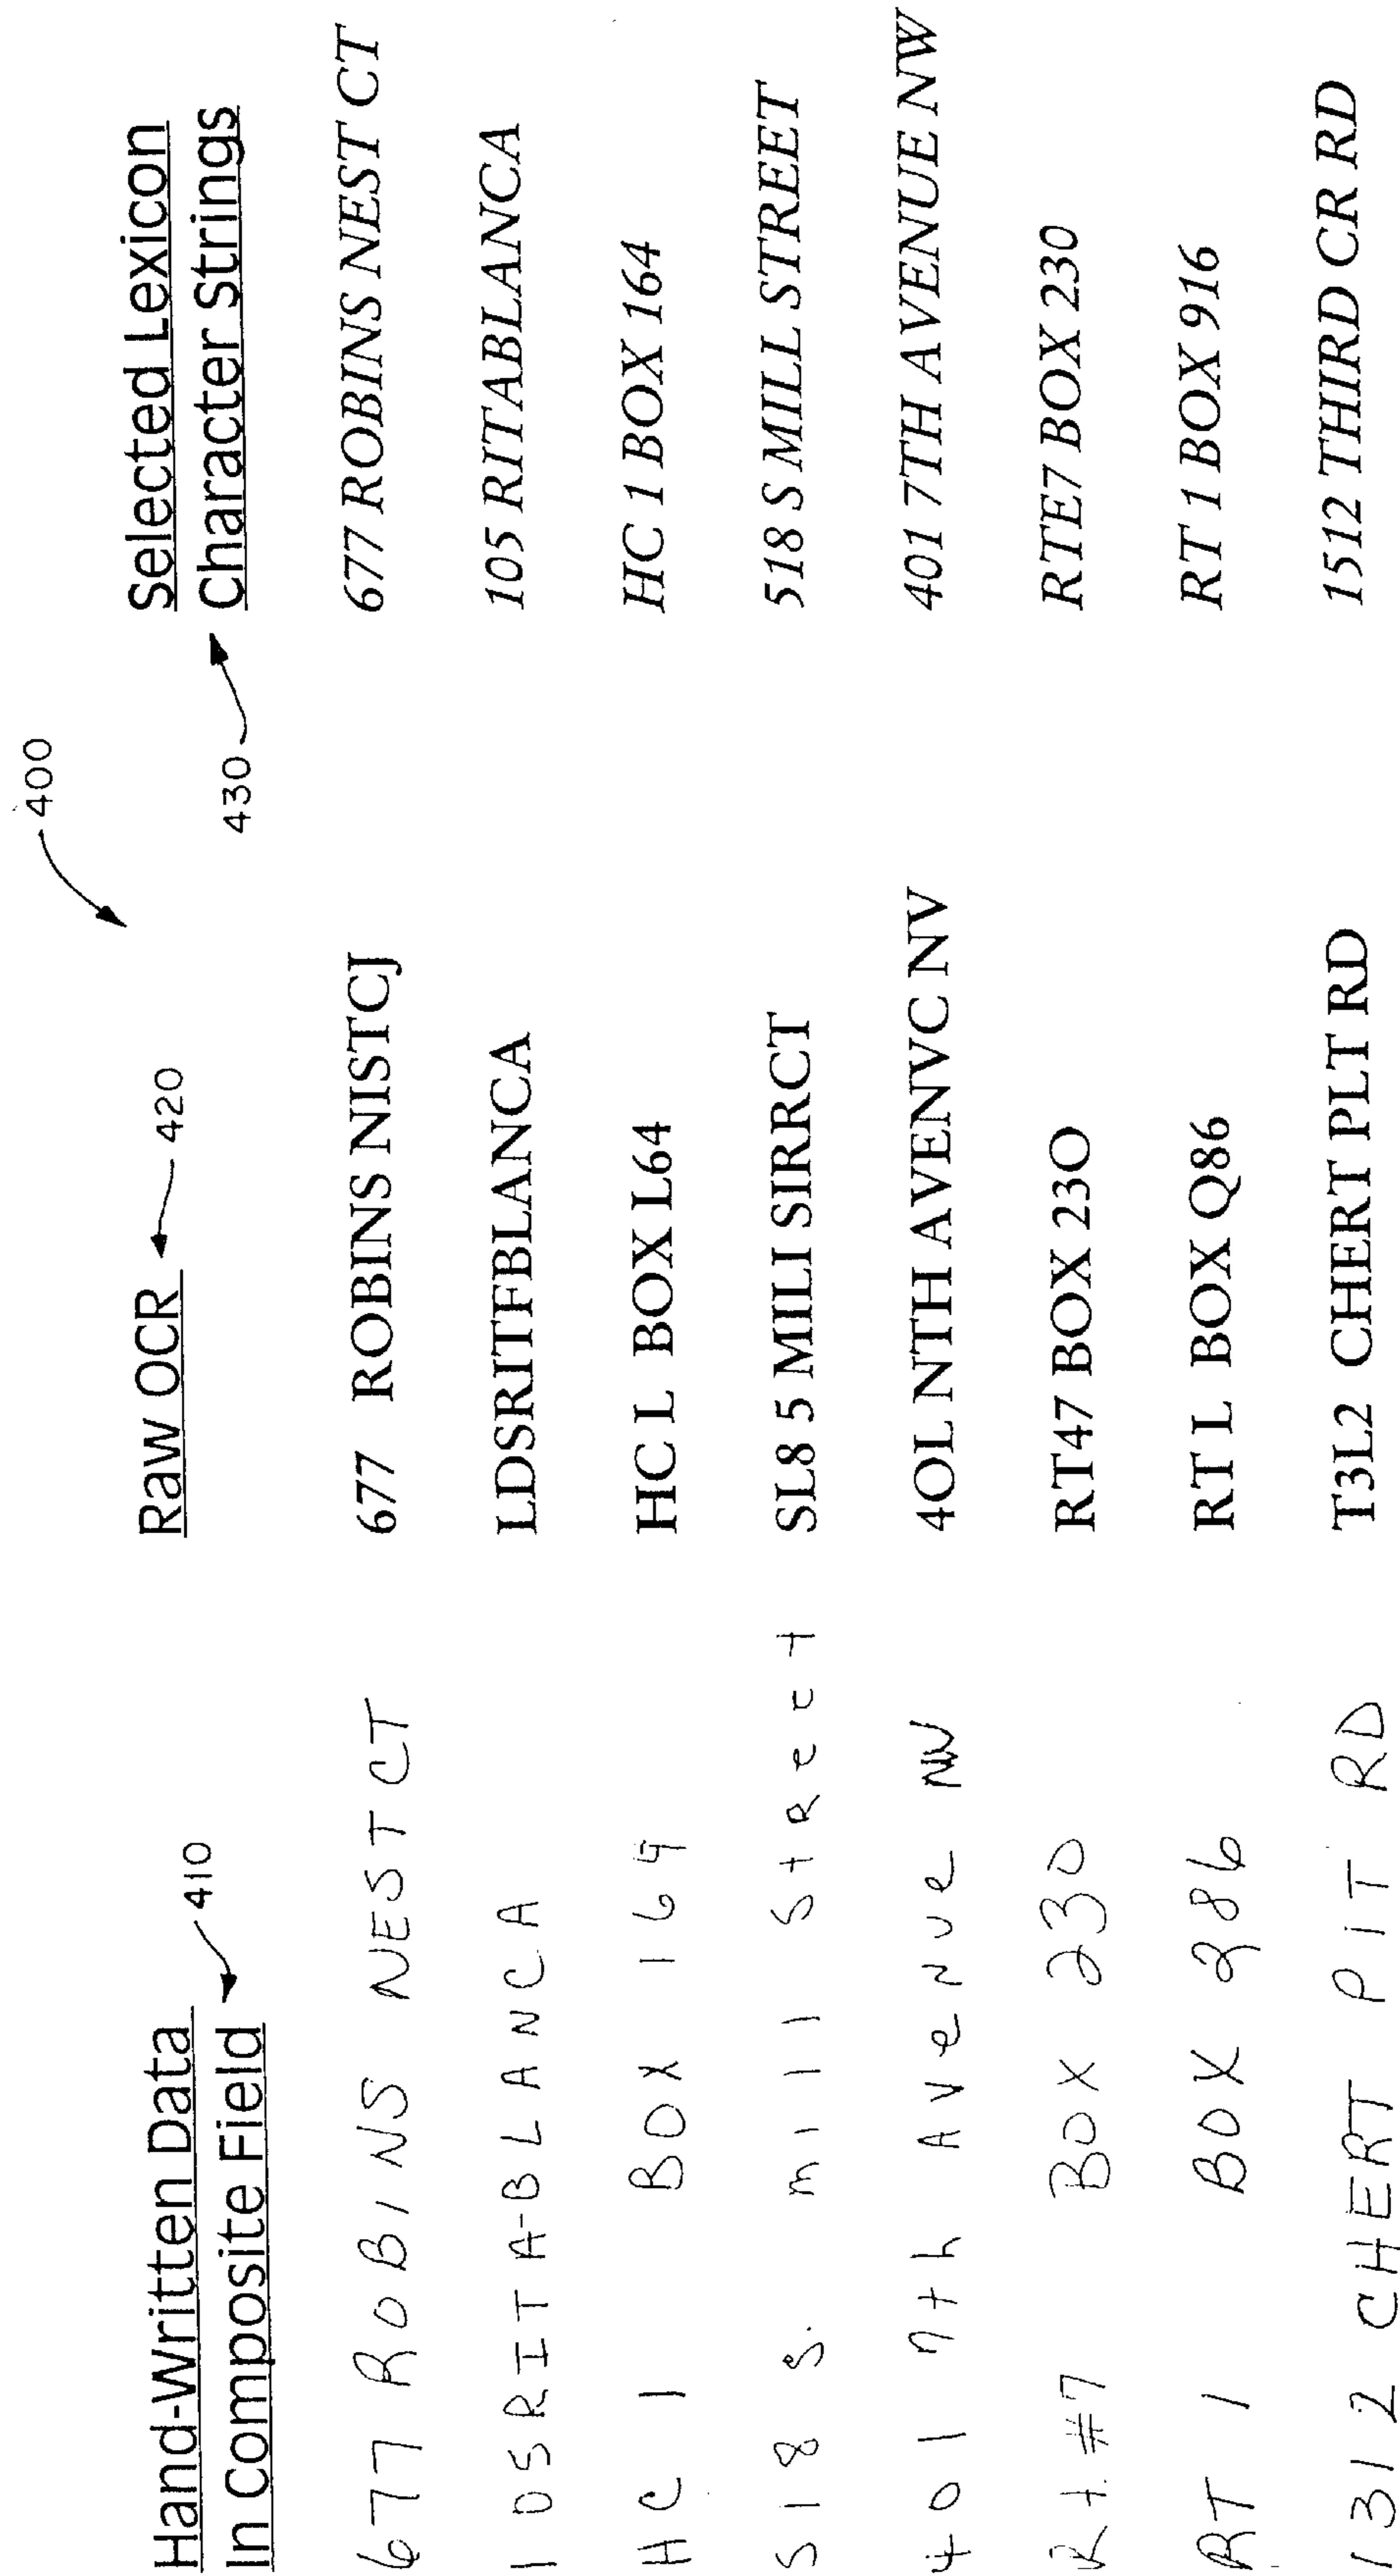 400
Hand-Written Data
In Composite Field
410
Raw OCR
420
Selected Lexicon
Character Strings
430
677 ROBINS NEST CT 677 ROBINS NISTCJ 677 ROBINS NEST CT
105RITA-BLANCA LDSRITFBLANCA 105 RITABLANCA
HC 1 BOX 164 HC L BOX L64 HC 1 BOX 164
518 S. mill StReet SL8 5 MILI SIRRCT 518 S MILL STREET
401 7th AveNue NW 4OL NTH AVENVC NV 401 7TH AVENUE NW
Rt.#7 BOX 230 RT47 BOX 23O RTE7 BOX 230
RT 1 BOX 286 RT L BOX Q86 RT 1 BOX 916
1312 CHERT PiT RD T3L2 CHERT PLT RD 1512 THIRD CR RD